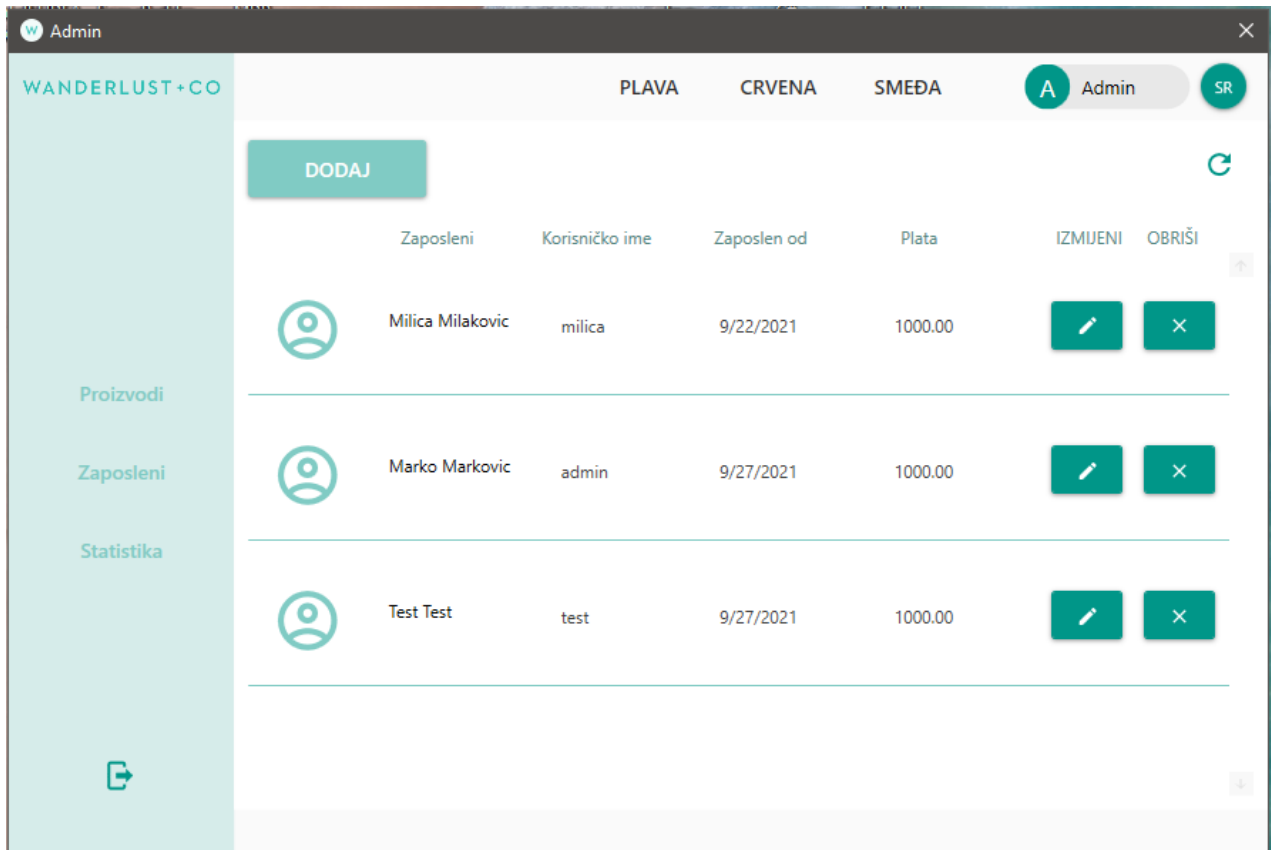 W Admin
WANDERLUST+CO PLAVA CRVENA SMEĐA A Admin SR
DODAJ
Zaposleni Korisničko ime Zaposlen od Plata IZMIJENI OBRIŠI
Milica Milakovic milica 9/22/2021 1000.00
Proizvodi
Marko Markovic admin 9/27/2021 1000.00
Zaposleni
Statistika
Test Test test 9/27/2021 1000.00